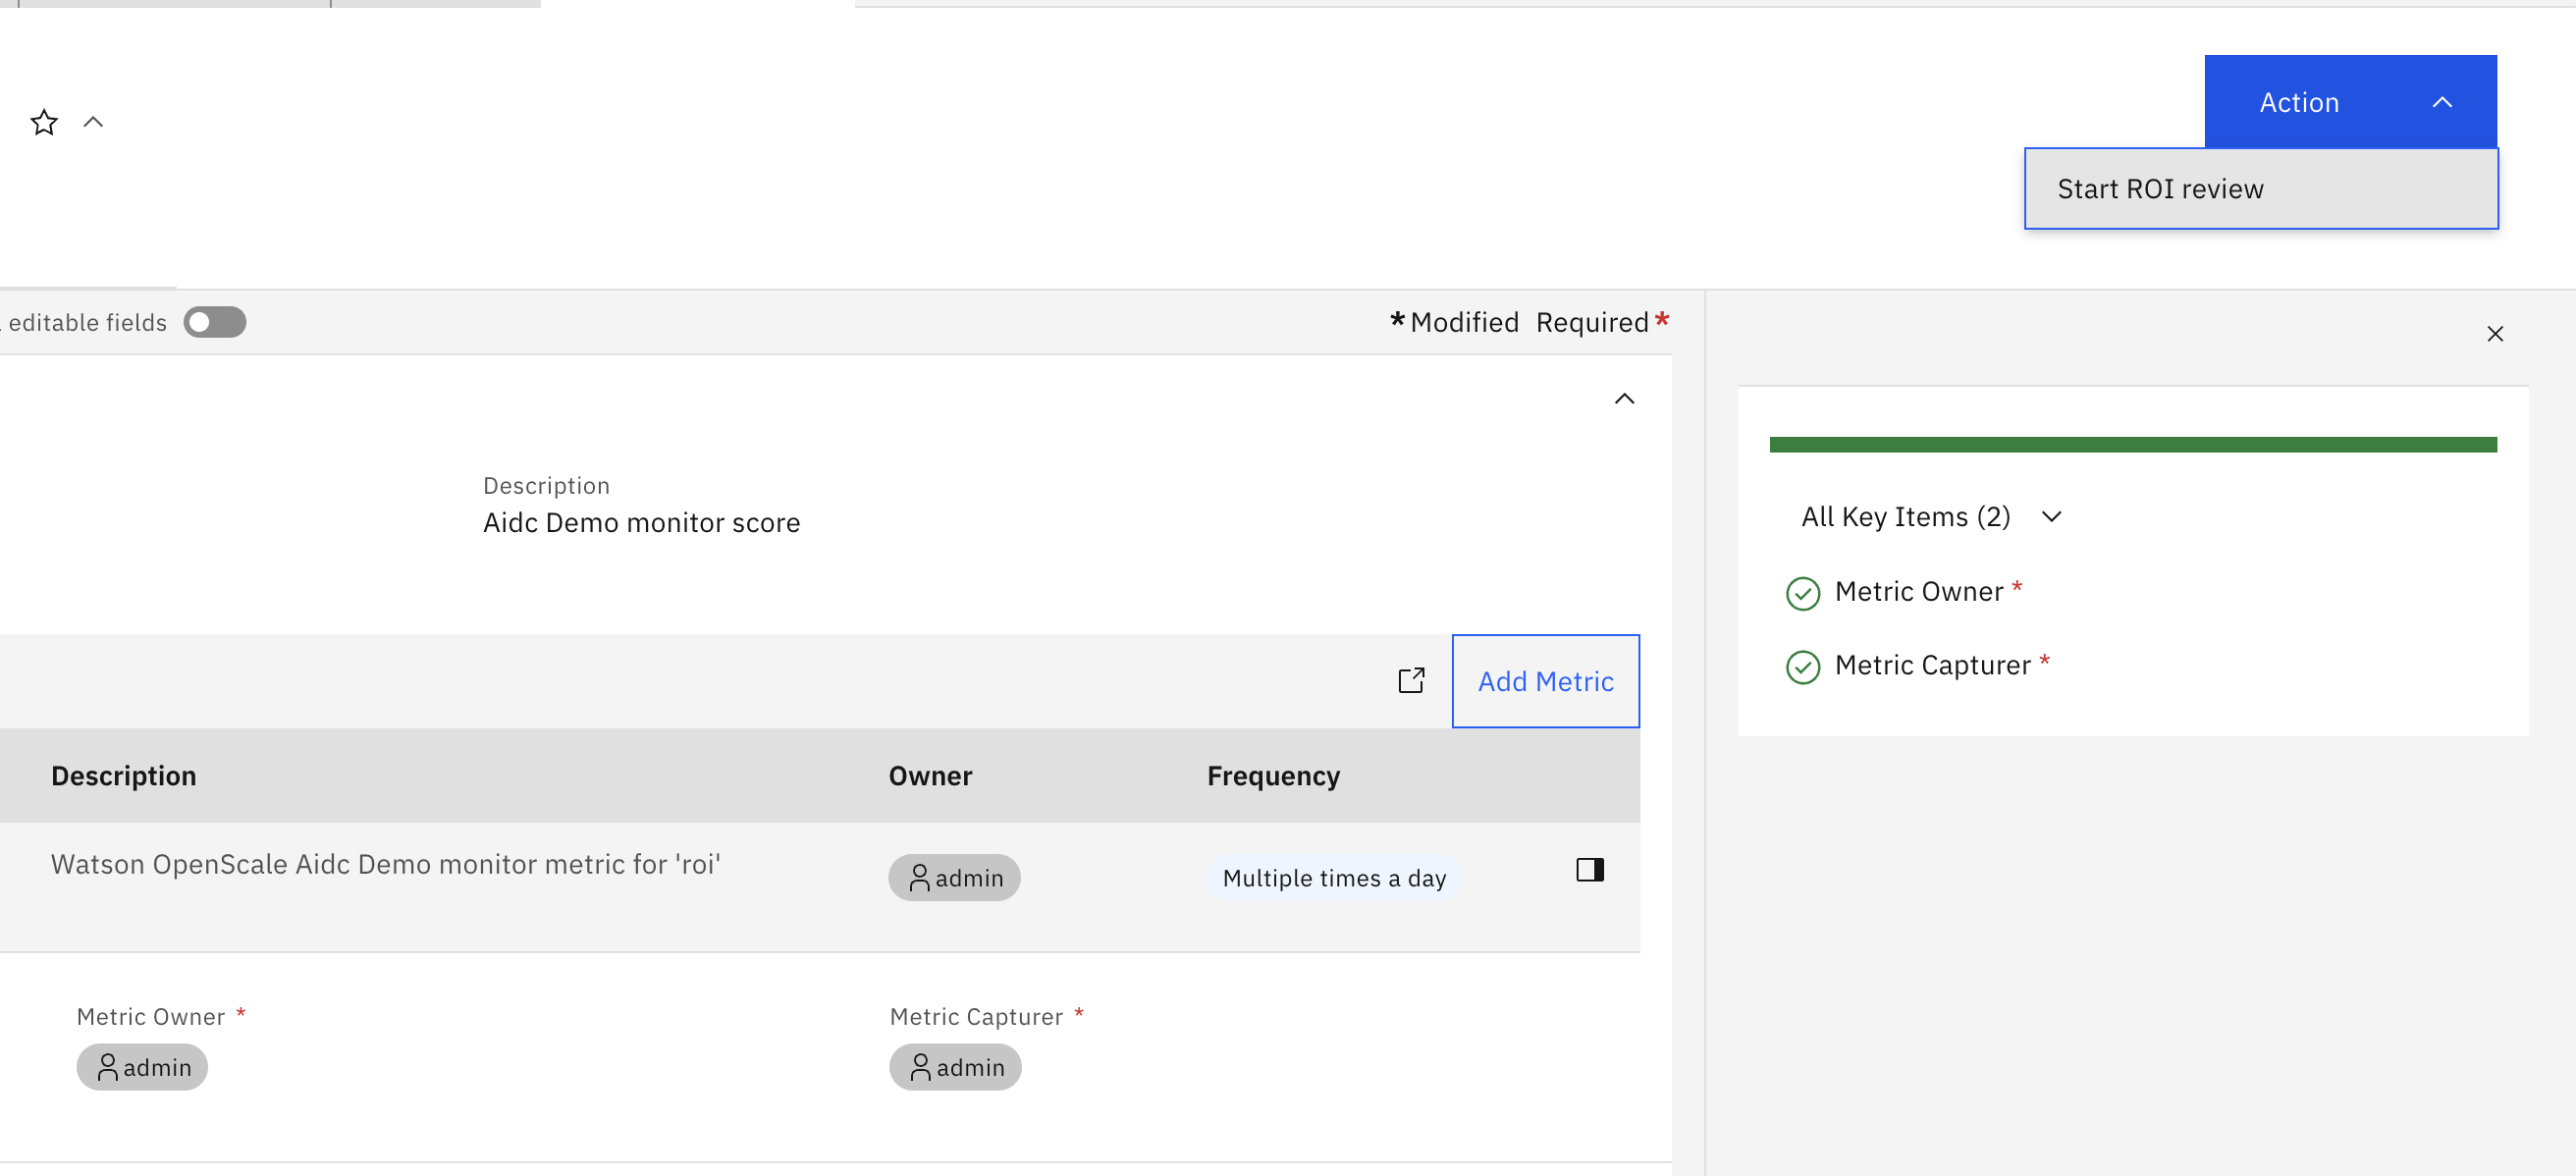 Action
Start ROI review
editable fields
*Modified Required*
Description
Aidc Demo monitor score
All Key Items (2)
Metric Owner *
Metric Capturer *
Add Metric
Description Owner Frequency
Watson OpenScale Aidc Demo monitor metric for 'roi' admin Multiple times a day
Metric Owner * Metric Capturer *
admin admin